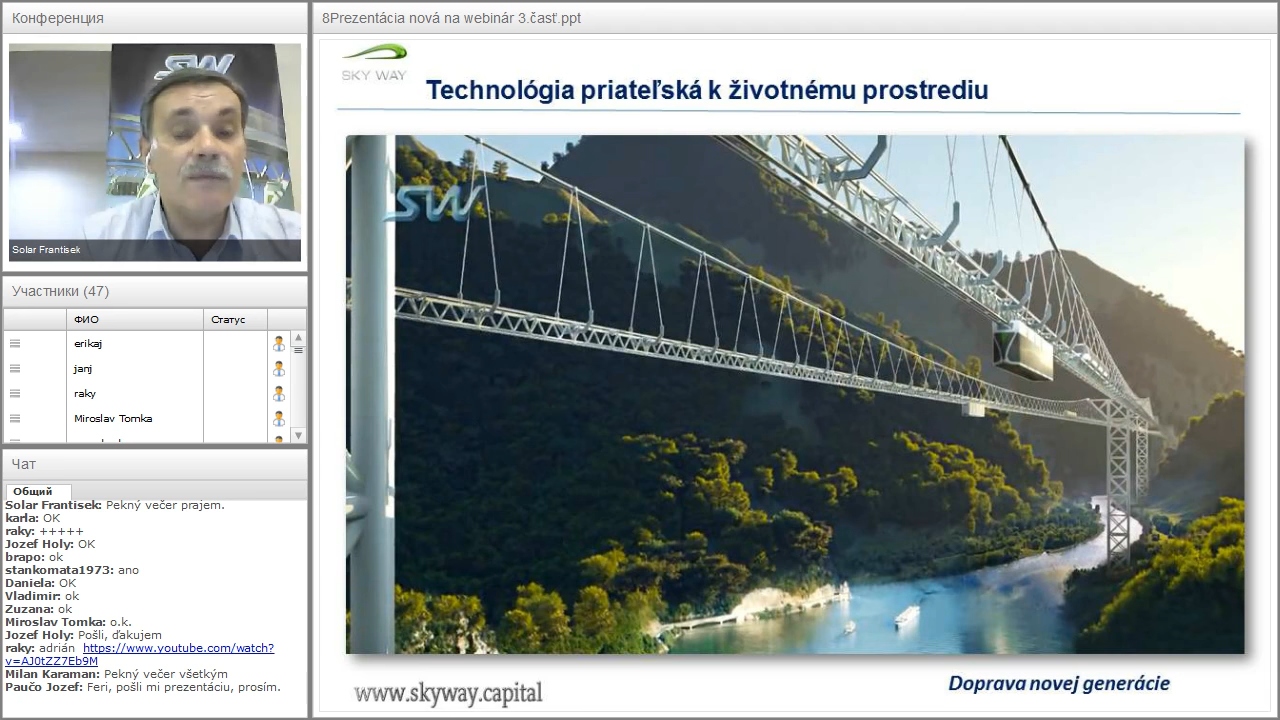 Конференция
SW
Solar Frantisek
Участники (47)
ФИО
Статус
erikaj
janj
raky
Miroslav Tomka
Чат
Общий
Solar Frantisek: Pekný večer prajem.
karla: OK
raky: +++++
Jozef Holy: OK
brapo: ok
stankomata1973: ano
Daniela: OK
Vladimir: ok
Zuzana: ok
Miroslav Tomka: o.k.
Jozef Holy: Pošli, ďakujem
raky: adrián https://www.youtube.com/watch?
v=AJ0tZZ7Eb9M
Milan Karaman: Pekný večer všetkým
Paučo Jozef: Feri, pošli mi prezentáciu, prosím.
8Prezentácia nová na webinár 3.časť.ppt
SKY WAY
Technológia priateľská k životnému prostrediu
SW
www.skyway.capital
Doprava novej generácie